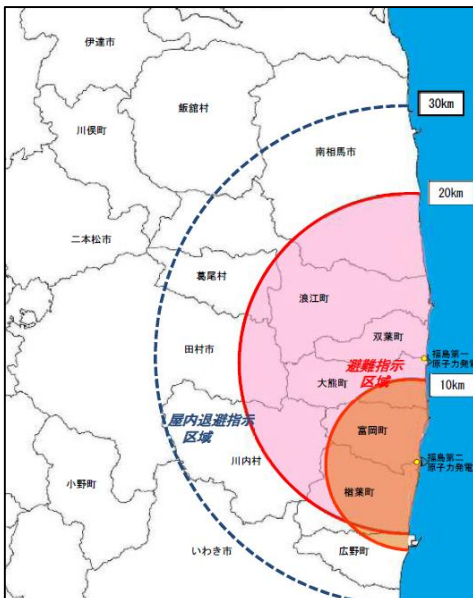 伊達市
30km
飯舘村
川俣町
南相馬市
20km
二本松市
葛尾村
浪江町
双葉町
田村市
福島第一
原子力発電
避難指示
区域
大熊町
10km
屋内退避指示
区域
富岡町
川内村
福島第二
原子力発電
小野町
楢葉町
いわき市
広野町